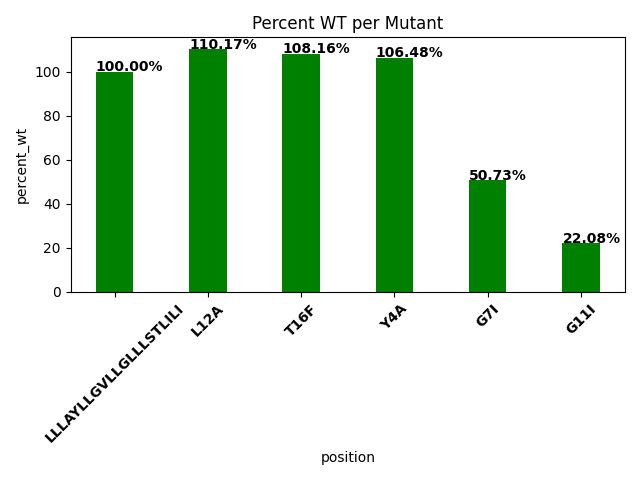 Percent WT per Mutant
100.00%
110.17%
108.16%
106.48%
50.73%
22.08%
percent_wt
100
80
60
40
20
0
LLLAYLLGVLLGLLLSTLILI
L12A
T16F
Y4A
G7I
G11I
position